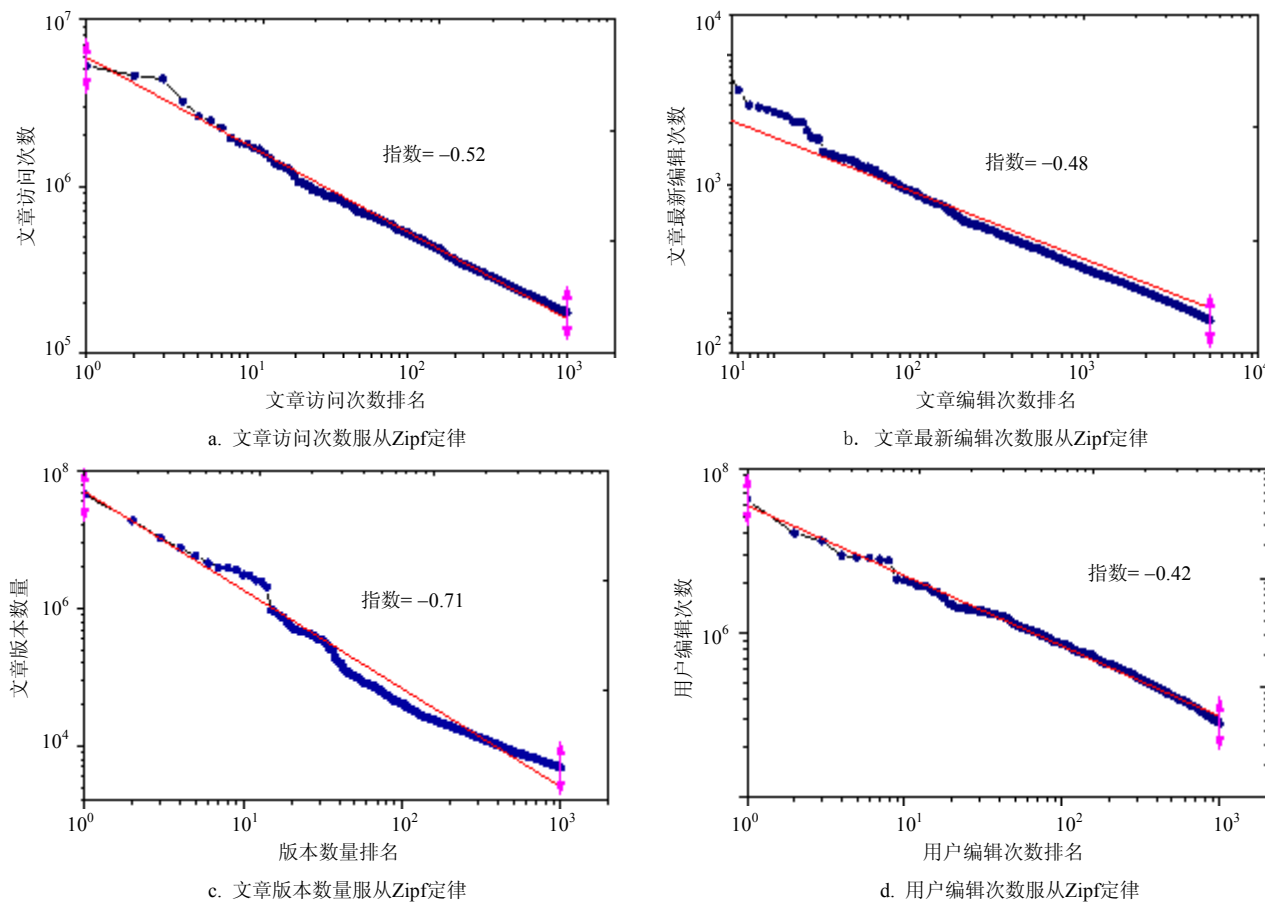 10^7
10^6
10^5
文章访问次数
指数= –0.52
10^0
10^1
10^2
10^3
文章访问次数排名
a. 文章访问次数服从Zipf定律
10^4
10^3
10^2
文章最新编辑次数
指数= –0.48
10^1
10^2
10^3
10^4
文章编辑次数排名
b. 文章最新编辑次数服从Zipf定律
10^8
10^6
10^4
文章版本数量
指数= –0.71
10^0
10^1
10^2
10^3
版本数量排名
c. 文章版本数量服从Zipf定律
10^8
10^6
用户编辑次数
指数= –0.42
10^0
10^1
10^2
10^3
用户编辑次数排名
d. 用户编辑次数服从Zipf定律